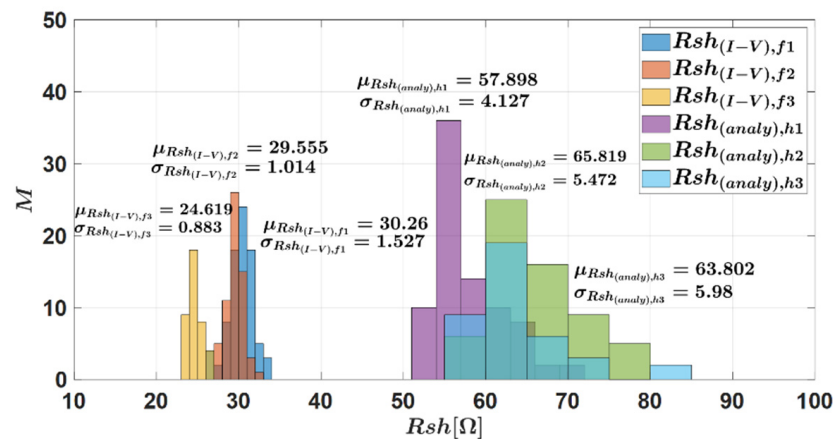 50
40
30
20
10
0
M
10 20 30 40 50 60 70 80 90 100
Rsh[Ω]
μRsh(I−V),f3 = 24.619
σRsh(I−V),f3 = 0.883
μRsh(I−V),f2 = 29.555
σRsh(I−V),f2 = 1.014
μRsh(I−V),f1 = 30.26
σRsh(I−V),f1 = 1.527
μRsh(analy),h1 = 57.898
σRsh(analy),h1 = 4.127
μRsh(analy),h2 = 65.819
σRsh(analy),h2 = 5.472
μRsh(analy),h3 = 63.802
σRsh(analy),h3 = 5.98
Rsh(I−V),f1
Rsh(I−V),f2
Rsh(I−V),f3
Rsh(analy),h1
Rsh(analy),h2
Rsh(analy),h3